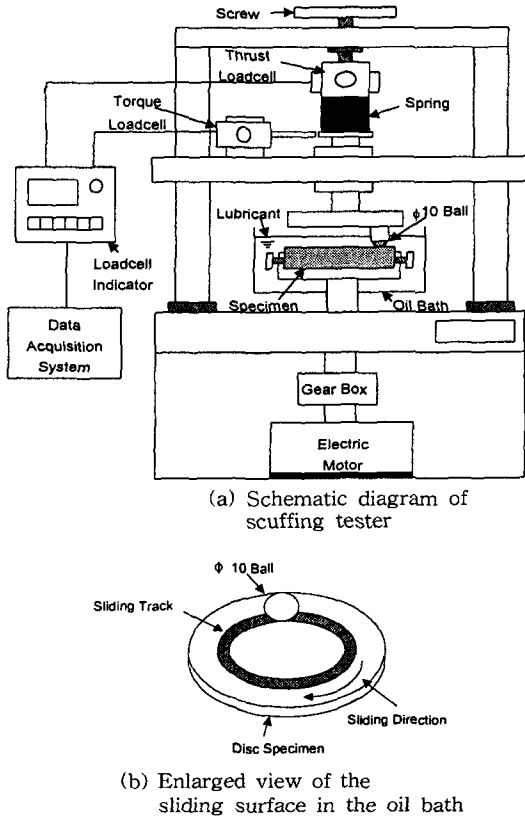 Screw
Thrust
Loadcell
Torque
Loadcell
Spring
Lubricant
ϕ 10 Ball
Loadcell
Indicator
Specimen
Oil Bath
Data
Acquisition
System
Gear Box
Electric
Motor
(a) Schematic diagram of
scuffing tester
Φ 10 Ball
Sliding Track
Sliding Direction
Disc Specimen
(b) Enlarged view of the
sliding surface in the oil bath